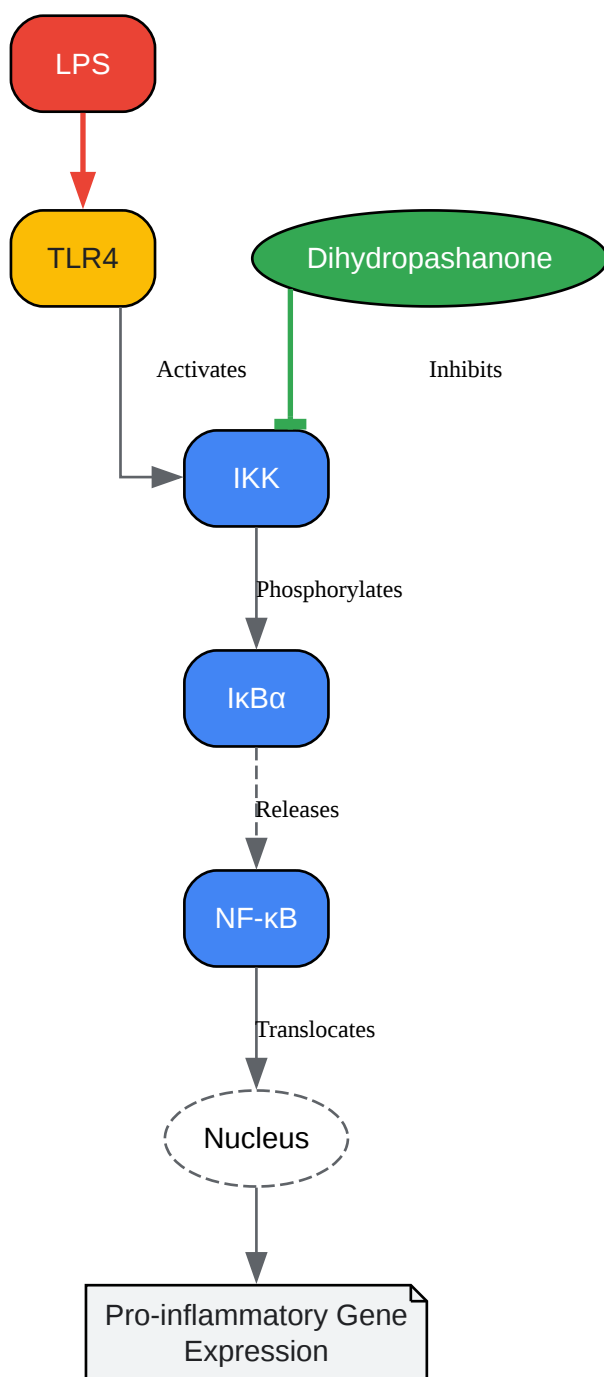 LPS
TLR4
Dihydropashanone
Activates
Inhibits
IKK
Phosphorylates
IκBα
Releases
NF-κB
Translocates
Nucleus
Pro-inflammatory Gene
Expression